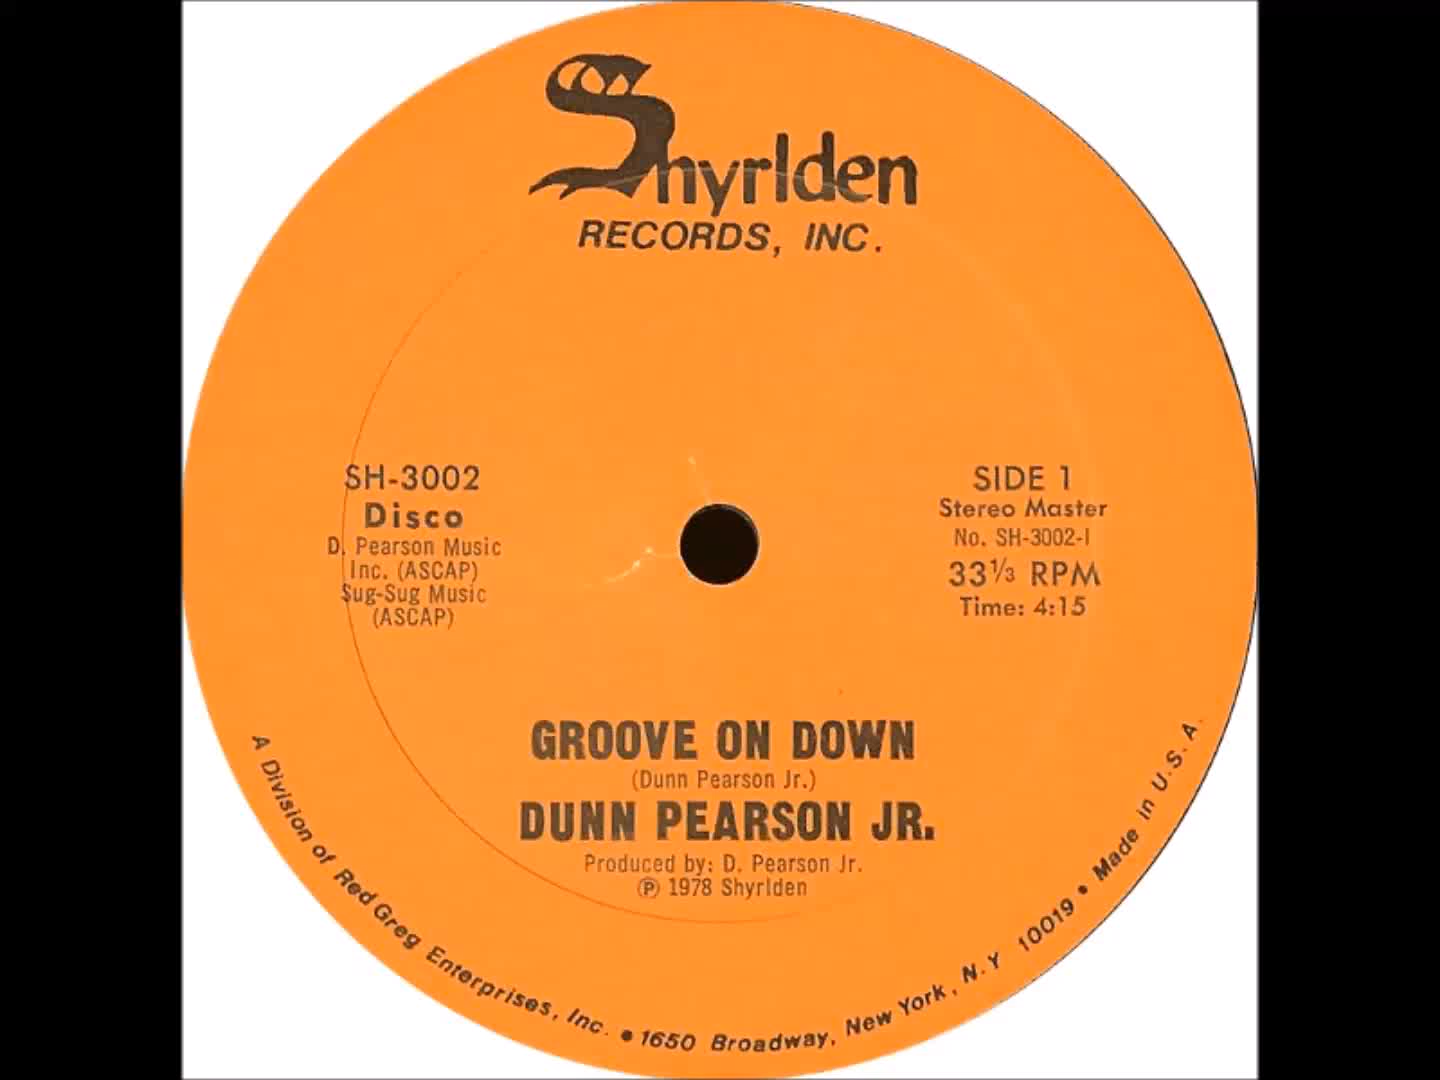 Shyrlden
RECORDS, INC.
SH-3002
Disco
D. Pearson Music
Inc. (ASCAP)
Sug-Sug Music
(ASCAP)
SIDE 1
Stereo Master
No. SH-3002-1
33⅓ RPM
Time: 4:15
GROOVE ON DOWN
(Dunn Pearson Jr.)
DUNN PEARSON JR.
Produced by: D. Pearson Jr.
Ⓟ 1978 Shyrlden
A Division of Red Greg Enterprises, Inc. • 1650 Broadway, New York, N.Y 10019 • Made in U.S.A.